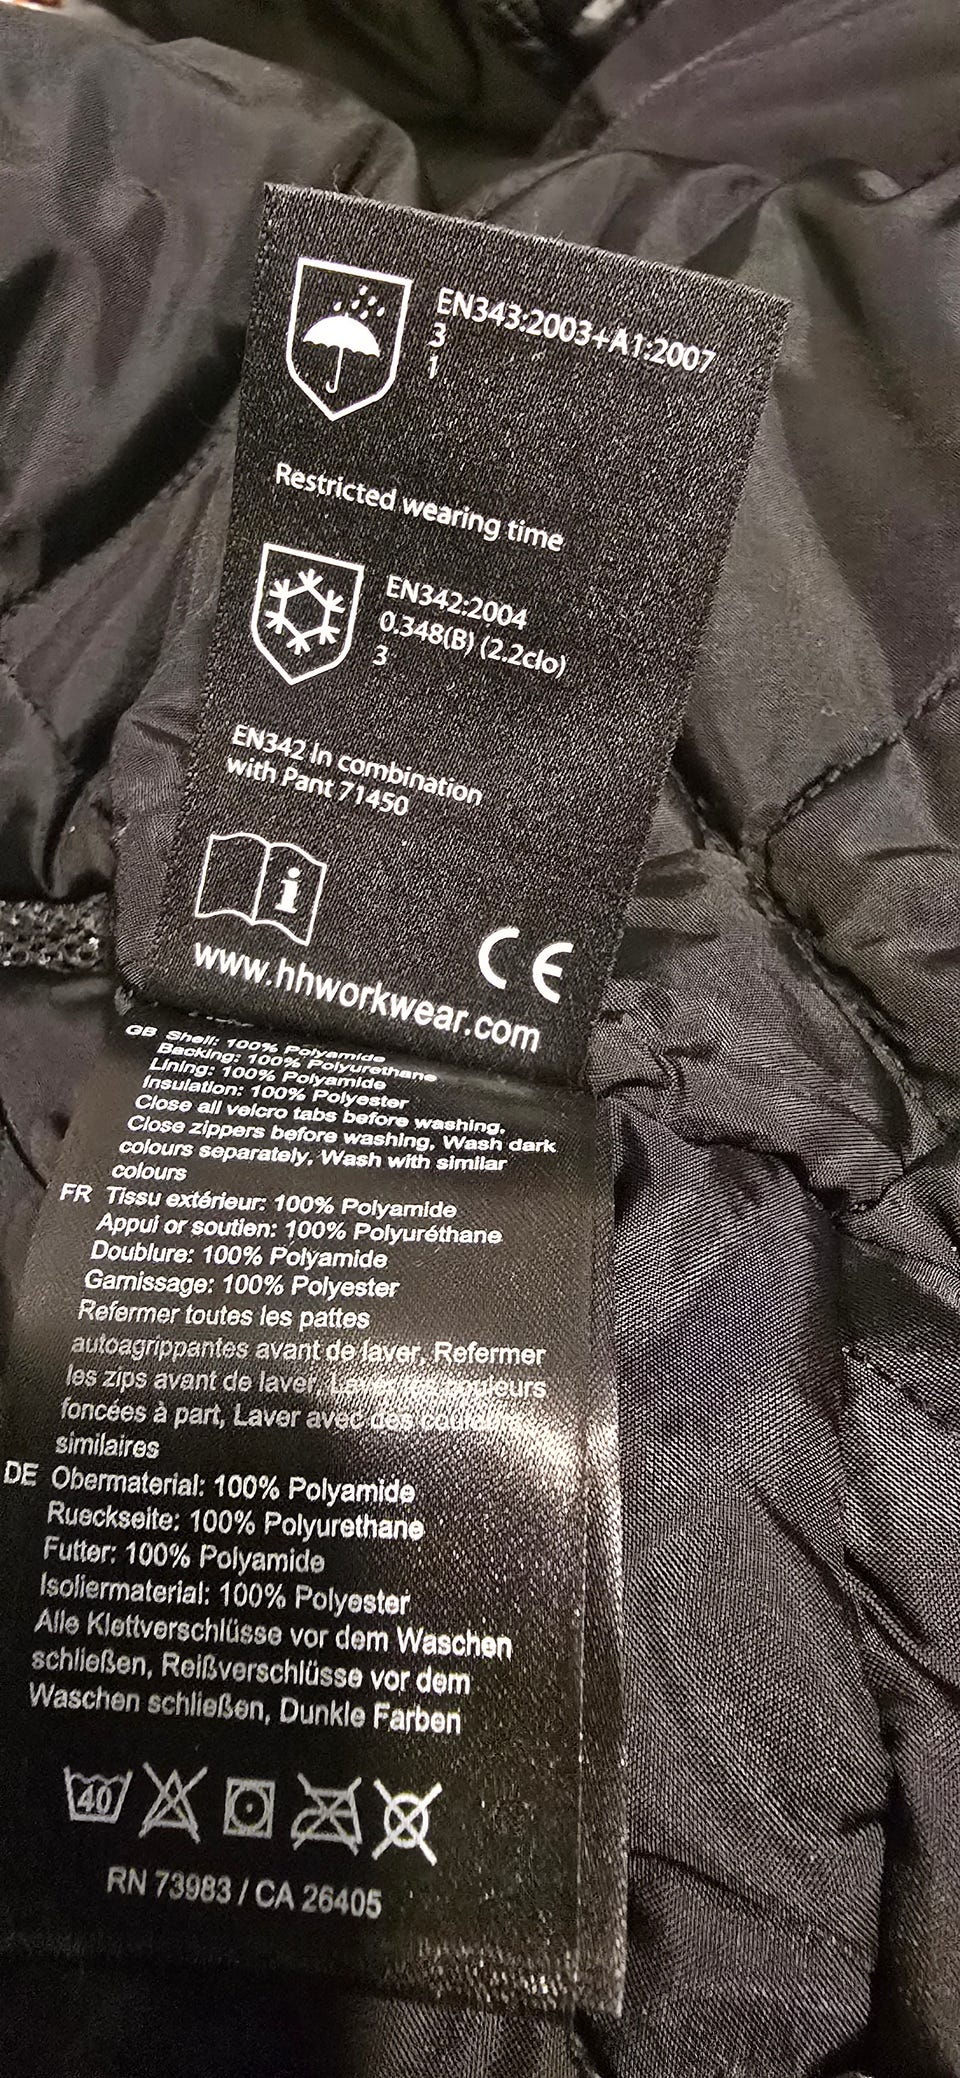 EN343:2003+A1:2007
3
1
Restricted wearing time
EN342:2004
0.348(B) (2.2clo)
3
EN342 In combination
with Pant 71450
i
www.hhworkwear.com
CE
GB Shell: 100% Polyamide
Backing: 100% Polyurethane
Lining: 100% Polyamide
Insulation: 100% Polyester
Close all velcro tabs before washing,
Close zippers before washing, Wash dark
colours separately, Wash with similar
colours
FR Tissu extérieur: 100% Polyamide
Appui or soutien: 100% Polyuréthane
Doublure: 100% Polyamide
Garnissage: 100% Polyester
Refermer toutes les pattes
autoagrippantes avant de laver, Refermer
les zips avant de laver, Laver les couleurs
foncées à part, Laver avec des couleurs
similaires
DE Obermaterial: 100% Polyamide
Rueckseite: 100% Polyurethane
Futter: 100% Polyamide
Isoliermaterial: 100% Polyester
Alle Klettverschlüsse vor dem Waschen
schließen, Reißverschlüsse vor dem
Waschen schließen, Dunkle Farben
40
RN 73983 / CA 26405